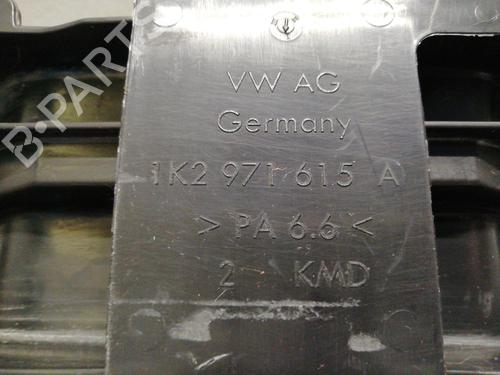 B-PARTS
VW AG
Germany
1K2 971 615 A
> PA 6.6 <
2 KMD